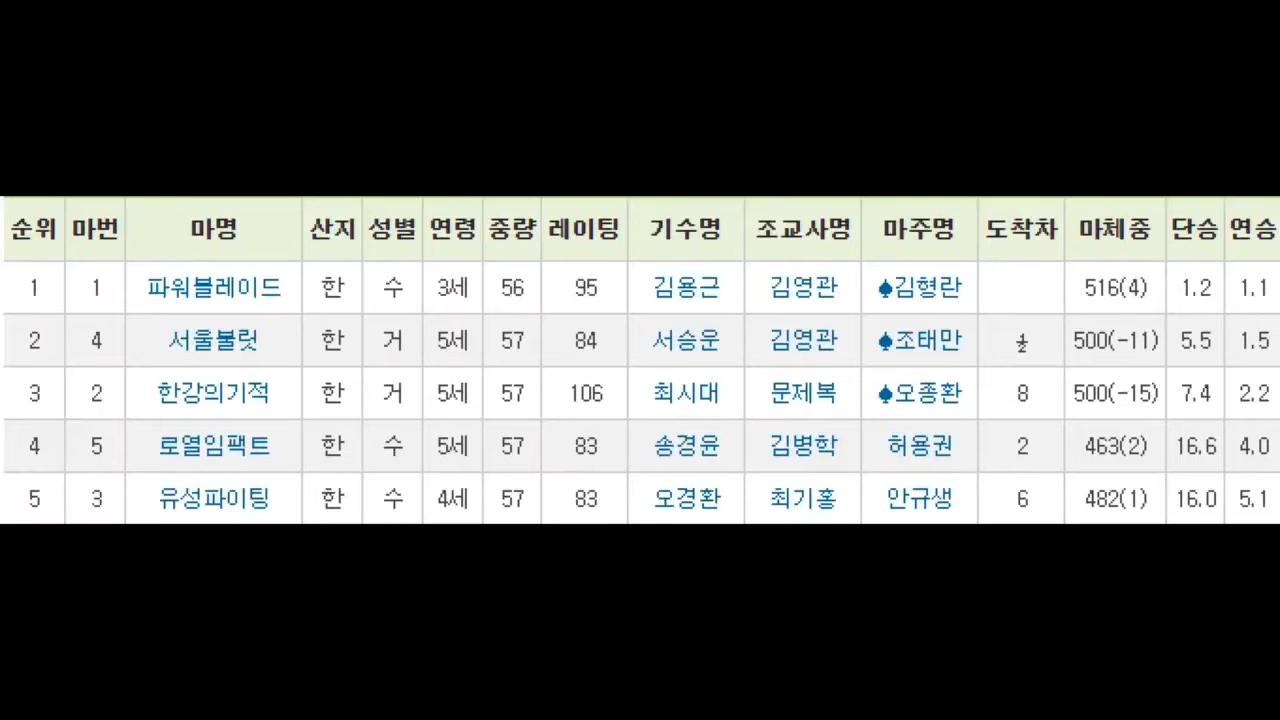 순위 마번 마명 산지 성별 연령 중량 레이팅 기수명 조교사명 마주명 도착차 마체중 단승 연승
1 1 파워블레이드 한 수 3세 56 95 김용근 김영관 ♠김형란 516(4) 1.2 1.1
2 4 서울불릿 한 거 5세 57 84 서승운 김영관 ♠조태만 ½ 500(-11) 5.5 1.5
3 2 한강의기적 한 거 5세 57 106 최시대 문제복 ♠오종환 8 500(-15) 7.4 2.2
4 5 로열임팩트 한 수 5세 57 83 송경윤 김병학 허용권 2 463(2) 16.6 4.0
5 3 유성파이팅 한 수 4세 57 83 오경환 최기홍 안규생 6 482(1) 16.0 5.1